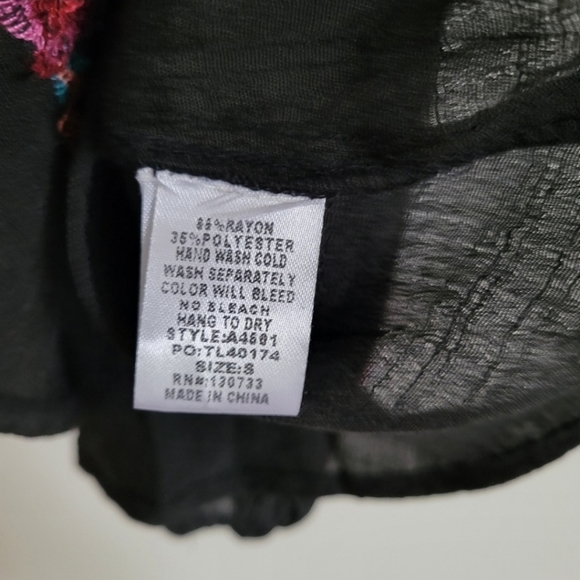 65%RAYON
35%POLYESTER
HAND WASH COLD
WASH SEPARATELY
COLOR WILL BLEED
NO BLEACH
HANG TO DRY
STYLE:A4501
PO:TL40174
SIZE:S
RN#:130733
MADE IN CHINA